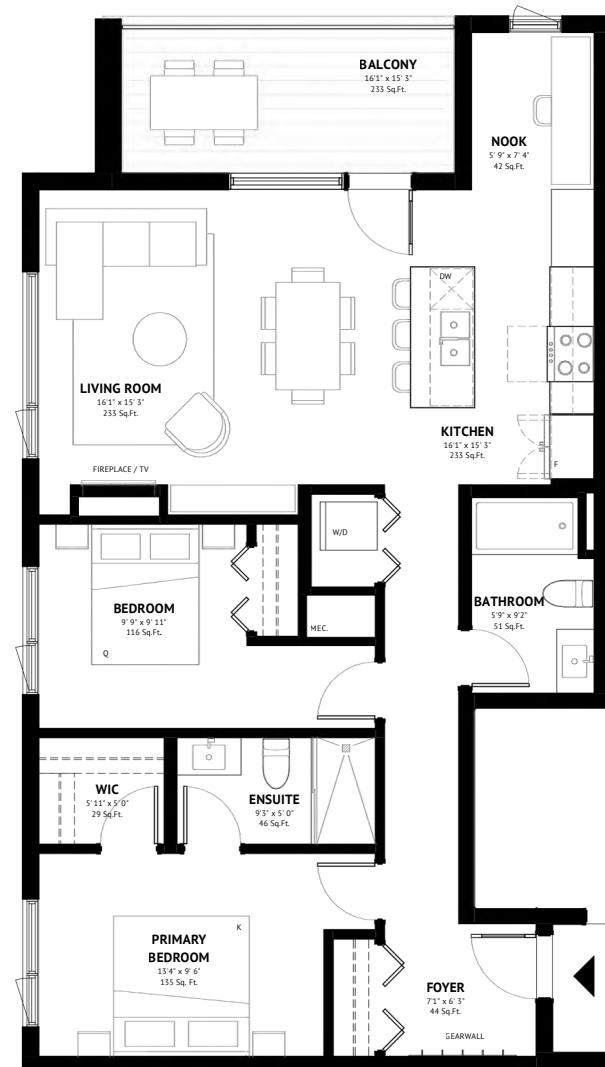 BALCONY
16'1" x 15' 3"
233 Sq.Ft.
NOOK
5' 9" x 7' 4"
42 Sq.Ft.
DW
LIVING ROOM
16'1" x 15' 3"
233 Sq.Ft.
KITCHEN
16'1" x 15' 3"
233 Sq.Ft.
F
FIREPLACE / TV
W/D
BEDROOM
9' 9" x 9' 11"
116 Sq.Ft.
Q
MEC.
BATHROOM
5'9" x 9'2"
51 Sq.Ft.
WIC
5' 11" x 5' 0"
29 Sq.Ft.
ENSUITE
9'3" x 5' 0"
46 Sq.Ft.
K
PRIMARY
BEDROOM
13'4" x 9' 6"
135 Sq. Ft.
FOYER
7'1" x 6' 3"
44 Sq.Ft.
GEARWALL